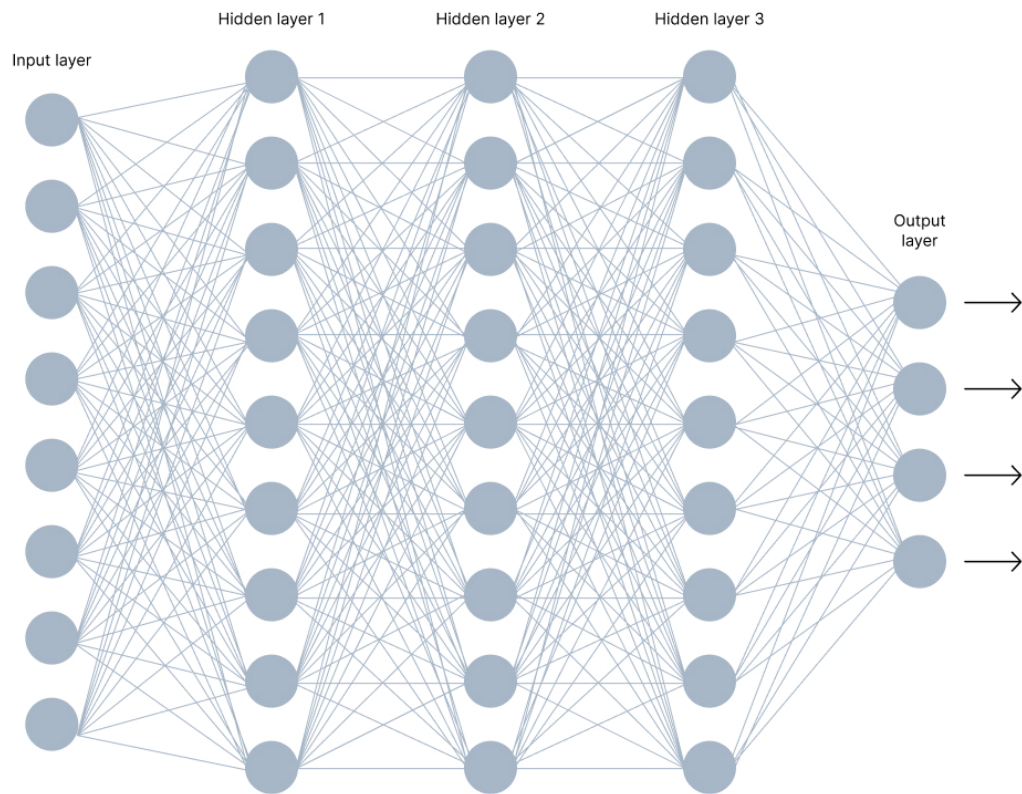 Hidden layer 1
Hidden layer 2
Hidden layer 3
Input layer
Output
layer